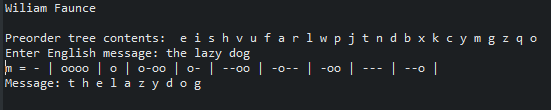 Wiliam Faunce
Preorder tree contents:  e i s h v u f a r l w p j t n d b x k c y m g z q o
Enter English message: the lazy dog
m = - | oooo | o | o-oo | o- | --oo | -o-- | -oo | --- | --o |
Message: t h e l a z y d o g